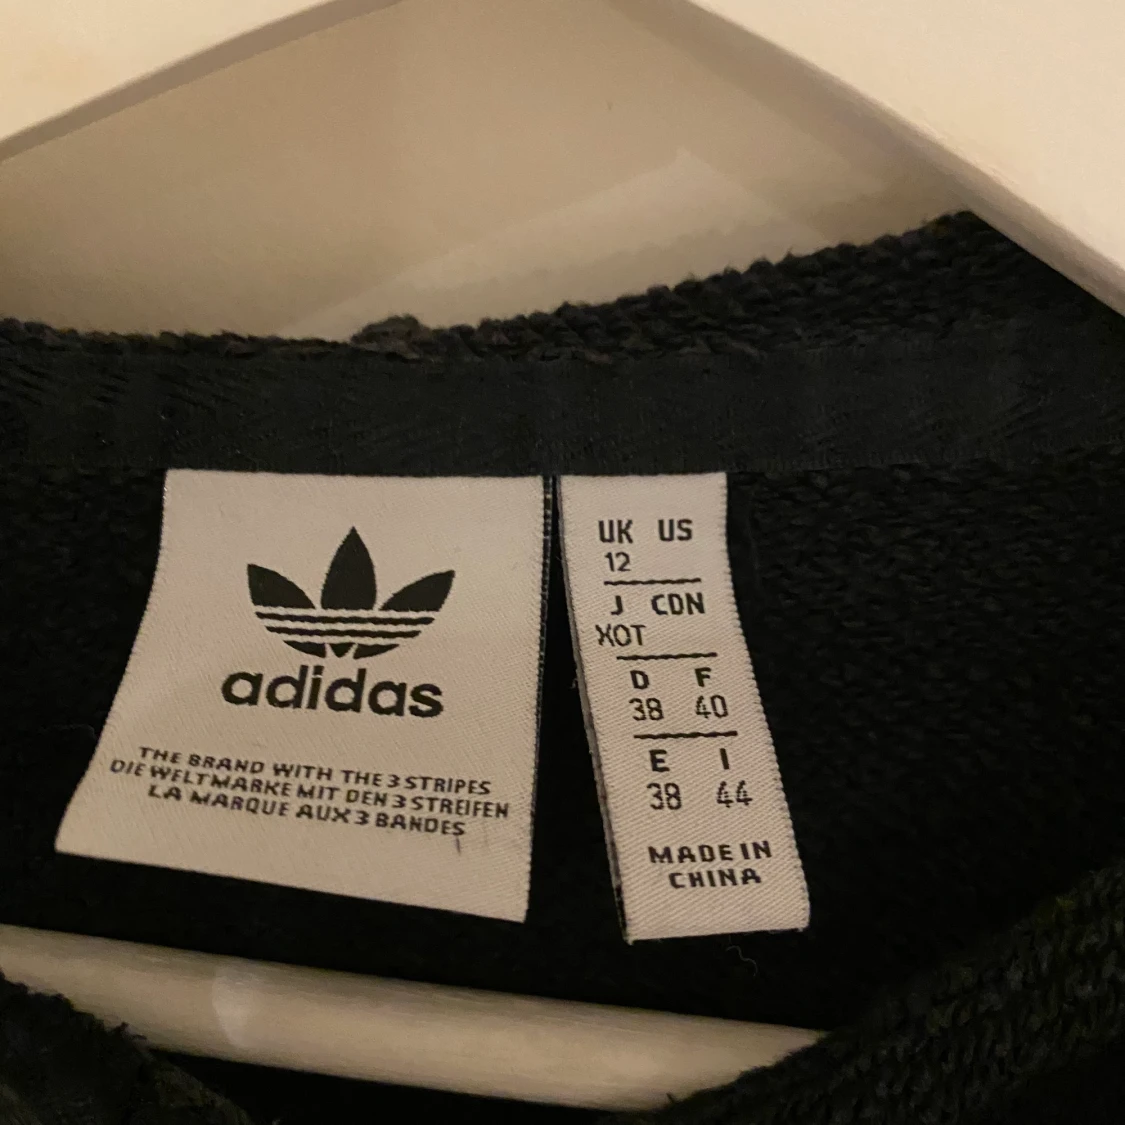 adidas
THE BRAND WITH THE 3 STRIPES
DIE WELTMARKE MIT DEN 3 STREIFEN
LA MARQUE AUX 3 BANDES
UK US
12
J CDN
XOT
D F
38 40
E I
38 44
MADE IN
CHINA